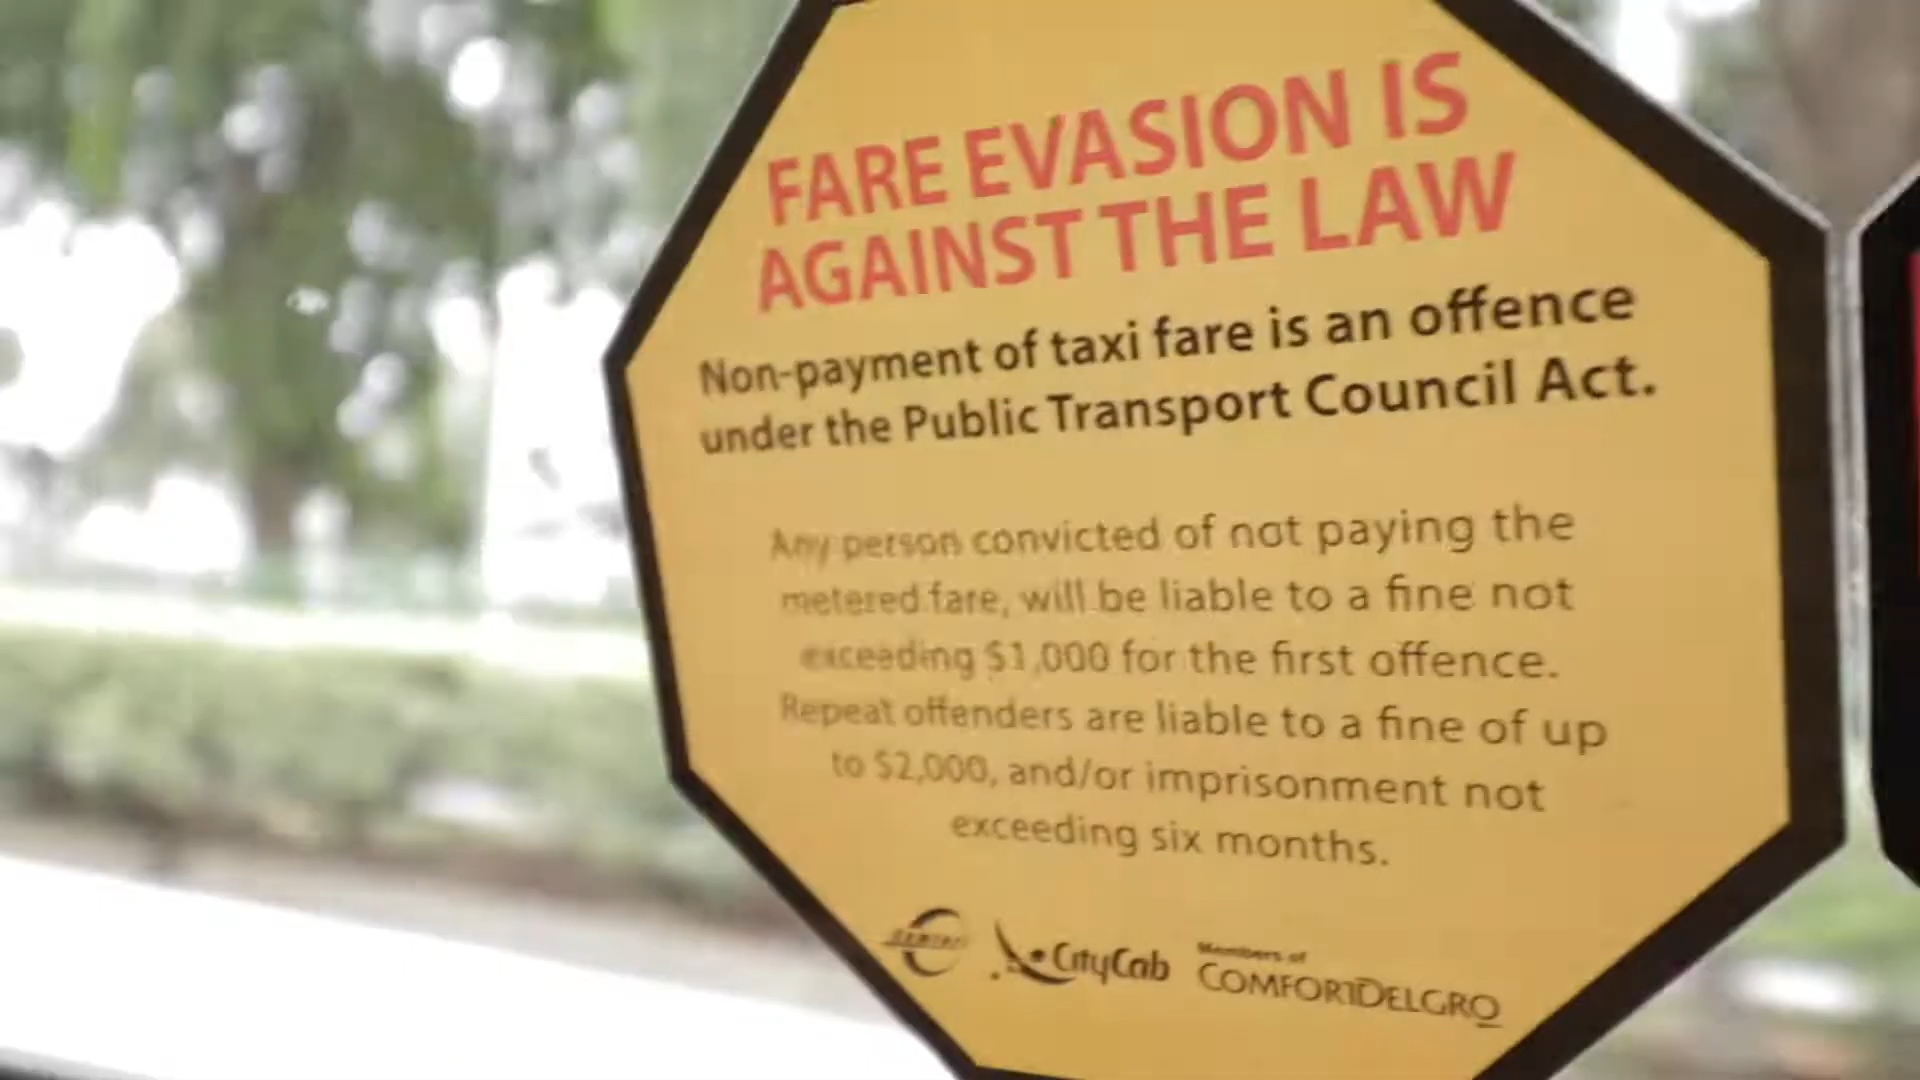 FARE EVASION IS
AGAINST THE LAW
Non-payment of taxi fare is an offence
under the Public Transport Council Act.
Any person convicted of not paying the
metered fare, will be liable to a fine not
exceeding $1,000 for the first offence.
Repeat offenders are liable to a fine of up
to $2,000, and/or imprisonment not
exceeding six months.
CityCab
Members of
COMFORTDELGRO